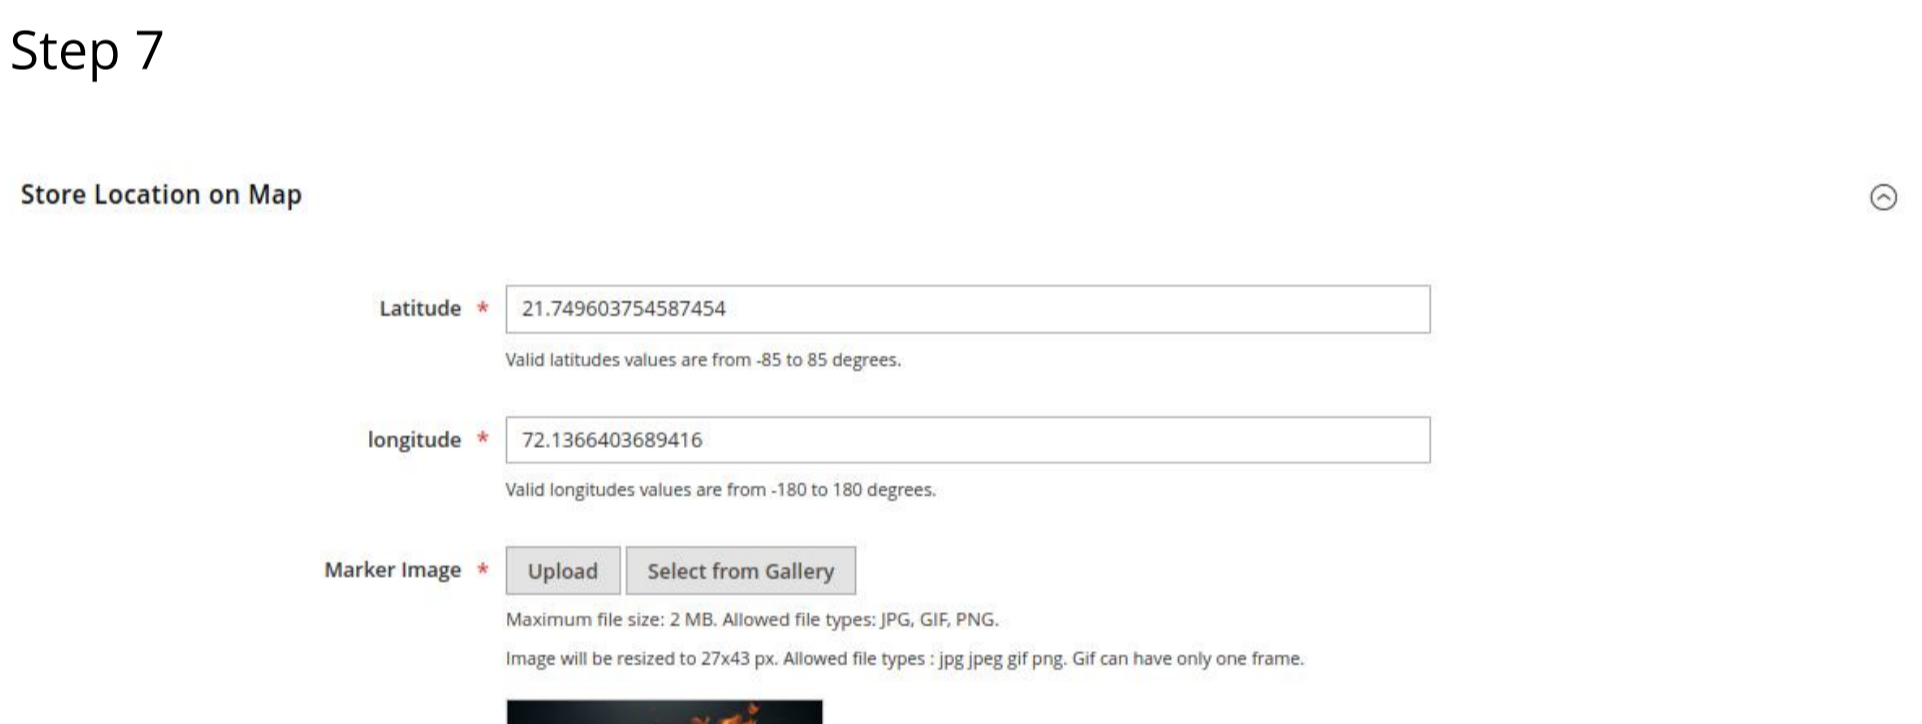 Step 7
Store Location on Map
Latitude * 21.749603754587454
Valid latitudes values are from -85 to 85 degrees.
longitude * 72.1366403689416
Valid longitudes values are from -180 to 180 degrees.
Marker Image * Upload Select from Gallery
Maximum file size: 2 MB. Allowed file types: JPG, GIF, PNG.
Image will be resized to 27x43 px. Allowed file types : jpg jpeg gif png. Gif can have only one frame.